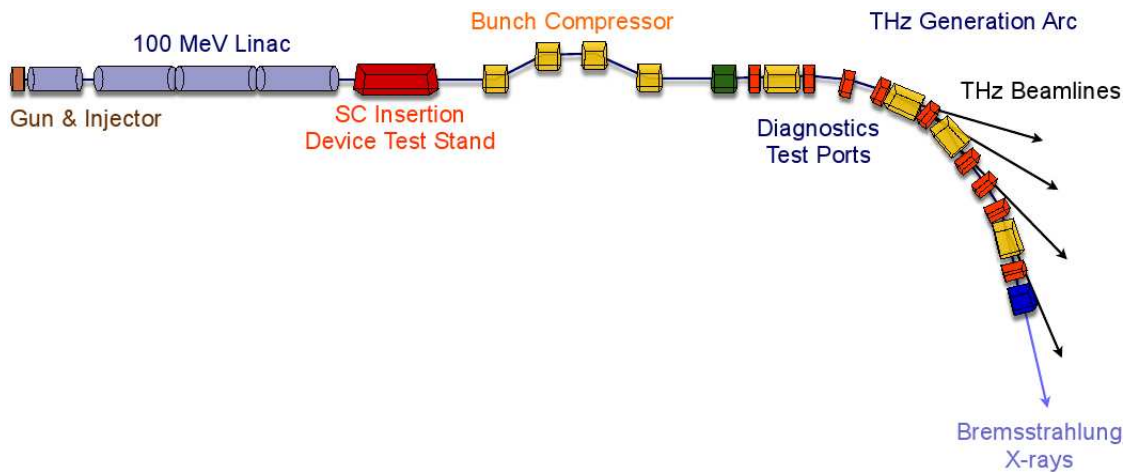 Bunch Compressor
THz Generation Arc
100 MeV Linac
THz Beamlines
Gun & Injector
SC Insertion
Device Test Stand
Diagnostics
Test Ports
Bremsstrahlung
X-rays